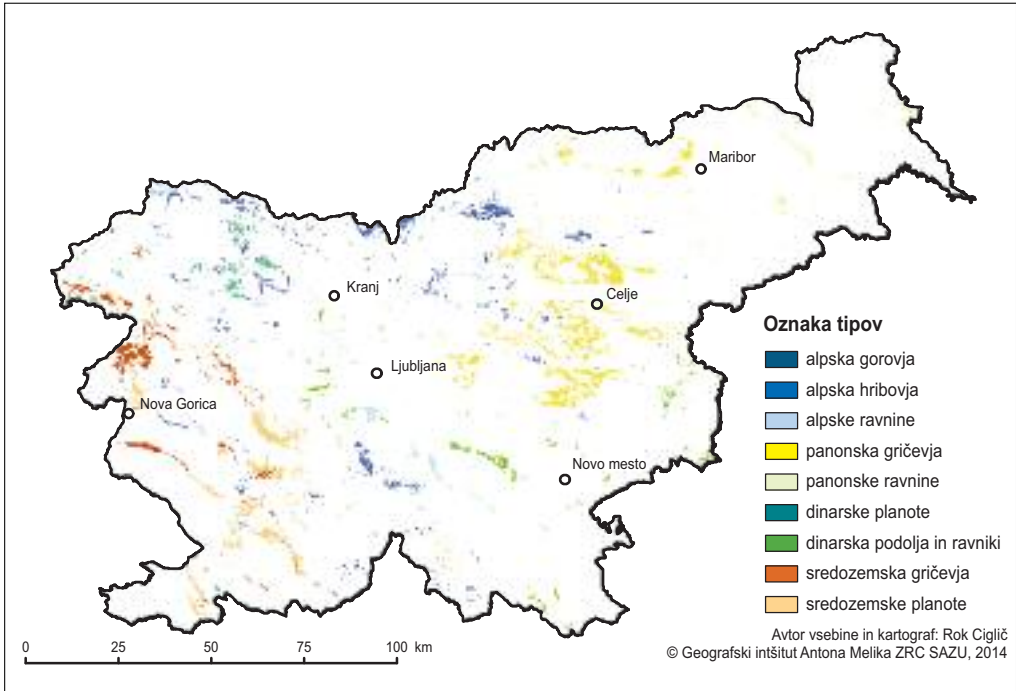 Maribor
Kranj
Celje
Ljubljana
Nova Gorica
Novo mesto
Oznaka tipov
alpska gorovja
alpska hribovja
alpske ravnine
panonska gričevja
panonske ravnine
dinarske planote
dinarska podolja in ravniki
sredozemska gričevja
sredozemske planote
0 25 50 75 100 km
Avtor vsebine in kartograf: Rok Ciglič
© Geografski intšitut Antona Melika ZRC SAZU, 2014